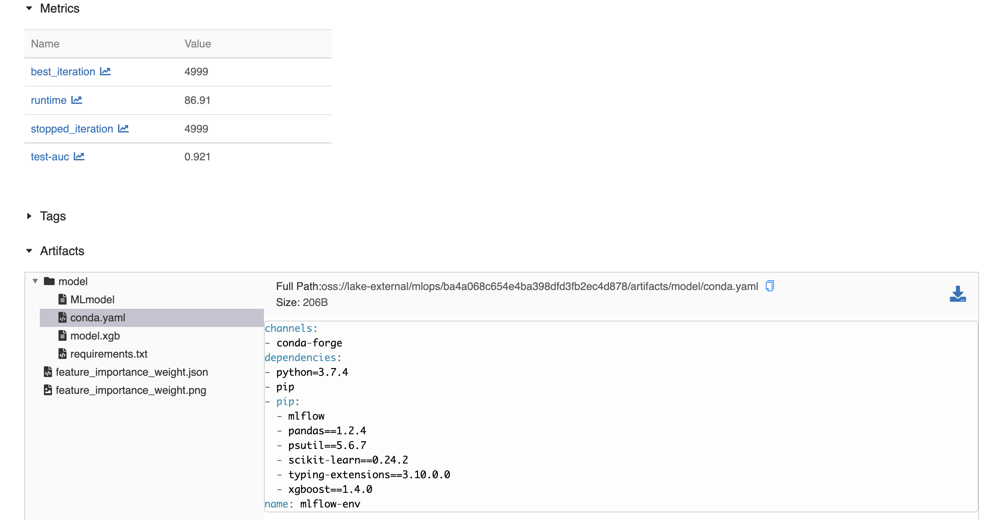 Metrics
Name Value
best_iteration 4999
runtime 86.91
stopped_iteration 4999
test-auc 0.921
Tags
Artifacts
model
MLmodel
conda.yaml
model.xgb
requirements.txt
feature_importance_weight.json
feature_importance_weight.png
Full Path:oss://lake-external/mlops/ba4a068c654e4ba398dfd3fb2ec4d878/artifacts/model/conda.yaml
Size: 206B
channels:
- conda-forge
dependencies:
- python=3.7.4
- pip
- pip:
  - mlflow
  - pandas==1.2.4
  - psutil==5.6.7
  - scikit-learn==0.24.2
  - typing-extensions==3.10.0.0
  - xgboost==1.4.0
name: mlflow-env